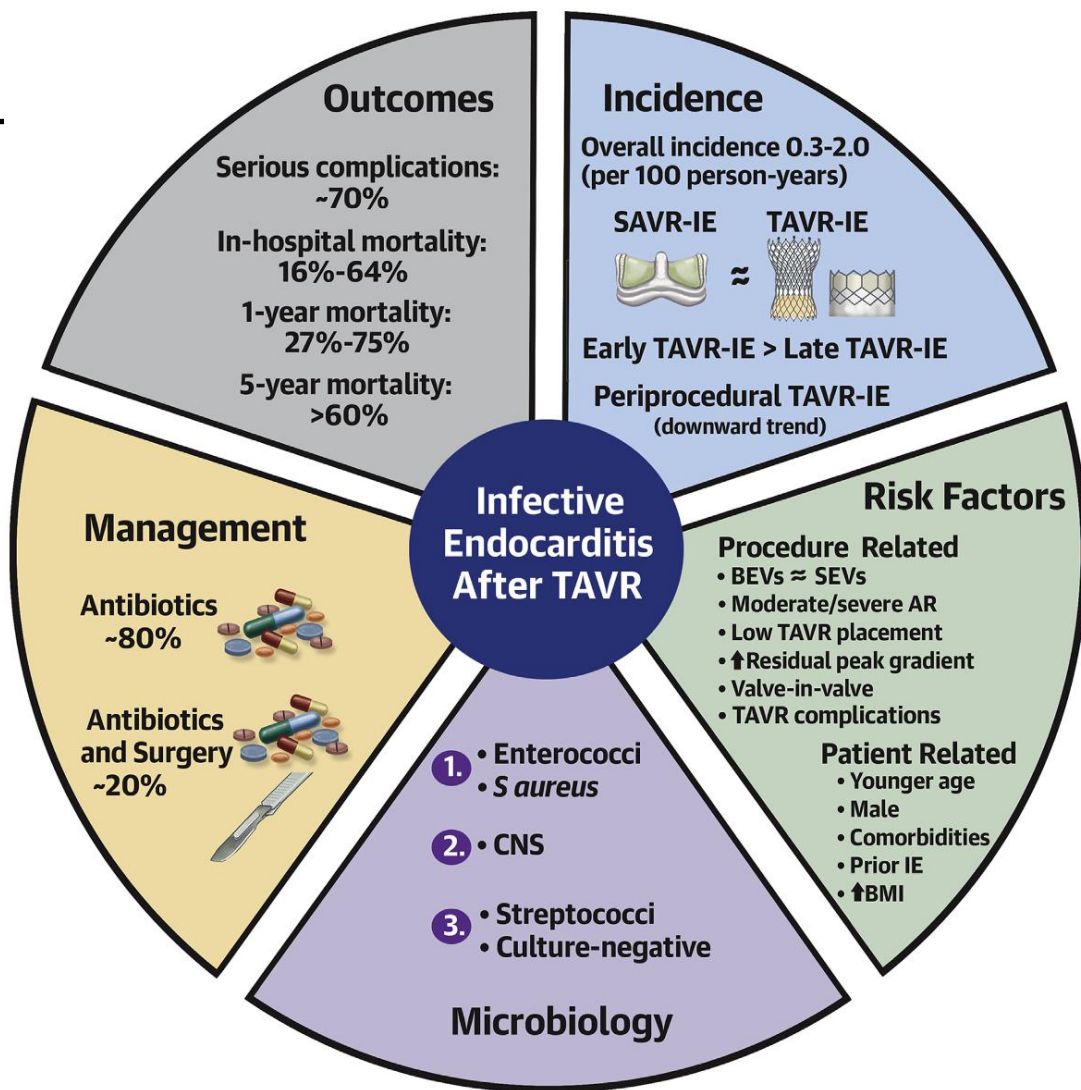 Outcomes
Serious complications:
~70%
In-hospital mortality:
16%-64%
1-year mortality:
27%-75%
5-year mortality:
>60%
Incidence
Overall incidence 0.3-2.0
(per 100 person-years)
SAVR-IE TAVR-IE
≈
Early TAVR-IE > Late TAVR-IE
Periprocedural TAVR-IE
(downward trend)
Infective
Endocarditis
After TAVR
Risk Factors
Procedure Related
• BEVs ≈ SEVs
• Moderate/severe AR
• Low TAVR placement
• ⬆Residual peak gradient
• Valve-in-valve
• TAVR complications
Patient Related
• Younger age
• Male
• Comorbidities
• Prior IE
• ⬆BMI
Management
Antibiotics
~80%
Antibiotics
and Surgery
~20%
1. • Enterococci
• S aureus
2. • CNS
3. • Streptococci
• Culture-negative
Microbiology